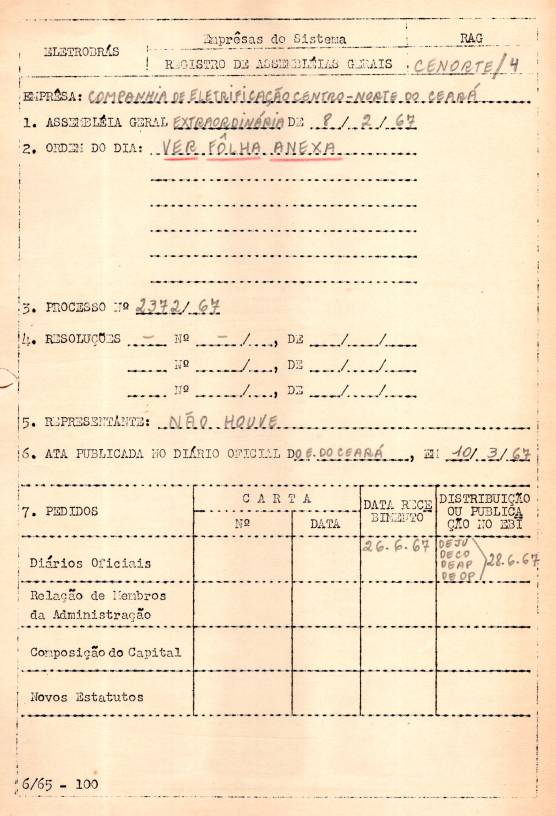 ELETROBRÁS
Emprêsas do Sistema
RAG
REGISTRO DE ASSEMBLÉIAS GERAIS
CENORTE/4
EMPRÊSA: COMPANHIA DE ELETRIFICAÇÃO CENTRO-NORTE DO CEARÁ
1. ASSEMBLÉIA GERAL EXTRAORDINÁRIA DE 8 / 2 / 67
2. ORDEM DO DIA: VER FÔLHA ANEXA
3. PROCESSO Nº 2372/67
4. RESOLUÇÕES - Nº - / , DE / /
Nº / , DE / /
Nº / , DE / /
5. REPRESENTANTE: NÃO HOUVE
6. ATA PUBLICADA NO DIÁRIO OFICIAL DO E. DO CEARÁ, EM 10/ 3 / 67
7. PEDIDOS
CARTA
Nº
DATA
DATA RECE
BIMENTO
DISTRIBUIÇÃO
OU PUBLICA
ÇÃO NO EBI
Diários Oficiais
26.6.67
DEJU
DECO
DEAP
DEOP
28.6.67
Relação de Membros
da Administração
Composição do Capital
Novos Estatutos
6/65 - 100